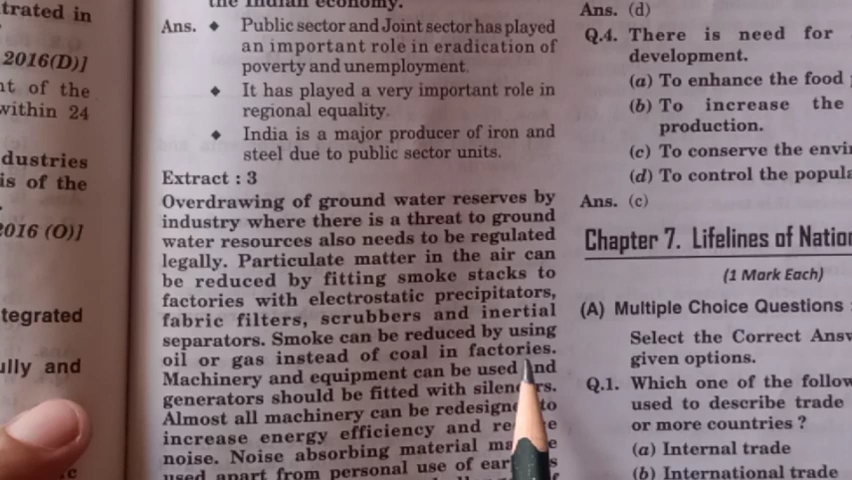 trated in
2016(D)]
nt of the
within 24
dustries
is of the
2016 (O)]
tegrated
ully and
the Indian economy.
Ans. ◆ Public sector and Joint sector has played
an important role in eradication of
poverty and unemployment.
◆ It has played a very important role in
regional equality.
◆ India is a major producer of iron and
steel due to public sector units.
Extract : 3
Overdrawing of ground water reserves by
industry where there is a threat to ground
water resources also needs to be regulated
legally. Particulate matter in the air can
be reduced by fitting smoke stacks to
factories with electrostatic precipitators,
fabric filters, scrubbers and inertial
separators. Smoke can be reduced by using
oil or gas instead of coal in factories.
Machinery and equipment can be used and
generators should be fitted with silencers.
Almost all machinery can be redesigned to
increase energy efficiency and
noise. Noise absorbing material
used apart from personal use of
Ans. (d)
Q.4. There is need for
development.
(a) To enhance the food
(b) To increase the
production.
(c) To conserve the
(d) To control the
Ans. (c)
Chapter 7. Lifelines of
(1 Mark Each)
(A) Multiple Choice Questions
Select the Correct
given options.
Q.1. Which one of the
used to describe trade
or more countries ?
(a) Internal trade
(b) International trade